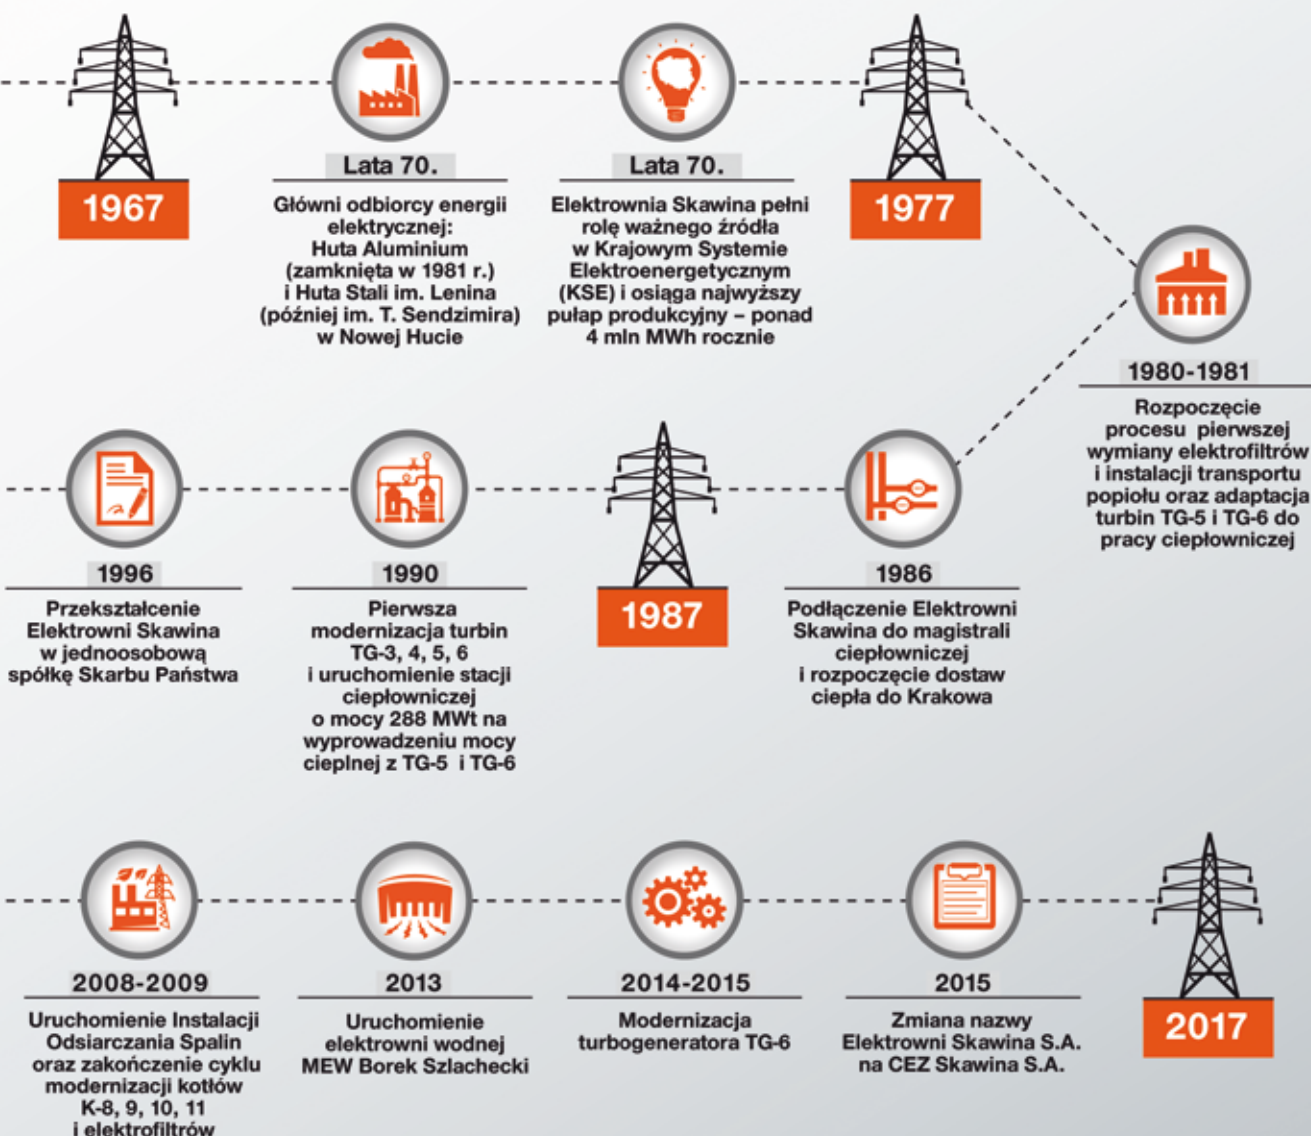 1967
Lata 70.
Główni odbiorcy energii
elektrycznej:
Huta Aluminium
(zamknięta w 1981 r.)
i Huta Stali im. Lenina
(później im. T. Sendzimira)
w Nowej Hucie
Lata 70.
Elektrownia Skawina pełni
rolę ważnego źródła
w Krajowym Systemie
Elektroenergetycznym
(KSE) i osiąga najwyższy
pułap produkcyjny – ponad
4 mln MWh rocznie
1977
1980-1981
Rozpoczęcie
procesu pierwszej
wymiany elektrofiltrów
i instalacji transportu
popiołu oraz adaptacja
turbin TG-5 i TG-6 do
pracy ciepłowniczej
1996
Przekształcenie
Elektrowni Skawina
w jednoosobową
spółkę Skarbu Państwa
1990
Pierwsza
modernizacja turbin
TG-3, 4, 5, 6
i uruchomienie stacji
ciepłowniczej
o mocy 288 MWt na
wyprowadzeniu mocy
cieplnej z TG-5 i TG-6
1987
1986
Podłączenie Elektrowni
Skawina do magistrali
ciepłowniczej
i rozpoczęcie dostaw
ciepła do Krakowa
2008-2009
Uruchomienie Instalacji
Odsiarczania Spalin
oraz zakończenie cyklu
modernizacji kotłów
K-8, 9, 10, 11
i elektrofiltrów
2013
Uruchomienie
elektrowni wodnej
MEW Borek Szlachecki
2014-2015
Modernizacja
turbogeneratora TG-6
2015
Zmiana nazwy
Elektrowni Skawina S.A.
na CEZ Skawina S.A.
2017